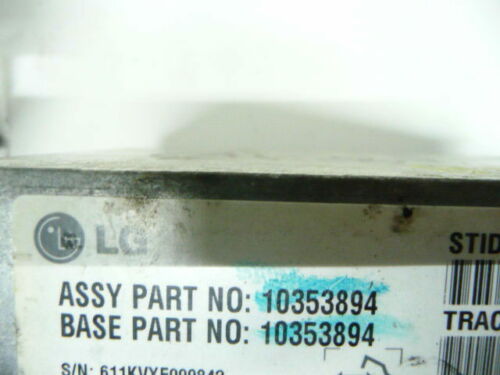 LG
STID
ASSY PART NO: 10353894
BASE PART NO: 10353894
TRAC
S/N: